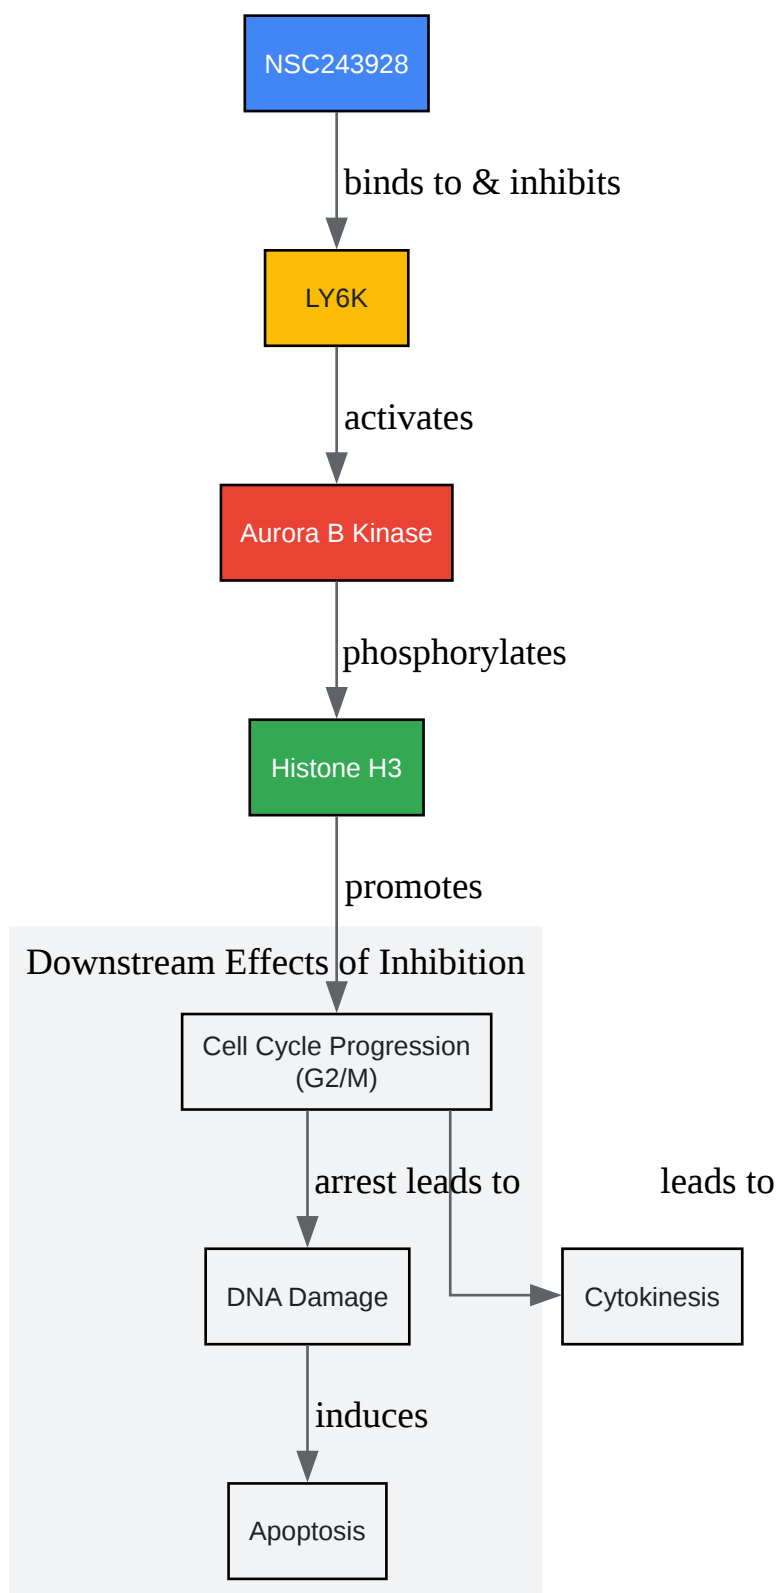 NSC243928
binds to & inhibits
LY6K
activates
Aurora B Kinase
phosphorylates
Histone H3
promotes
Downstream Effects of Inhibition
Cell Cycle Progression
(G2/M)
arrest leads to
leads to
DNA Damage
Cytokinesis
induces
Apoptosis